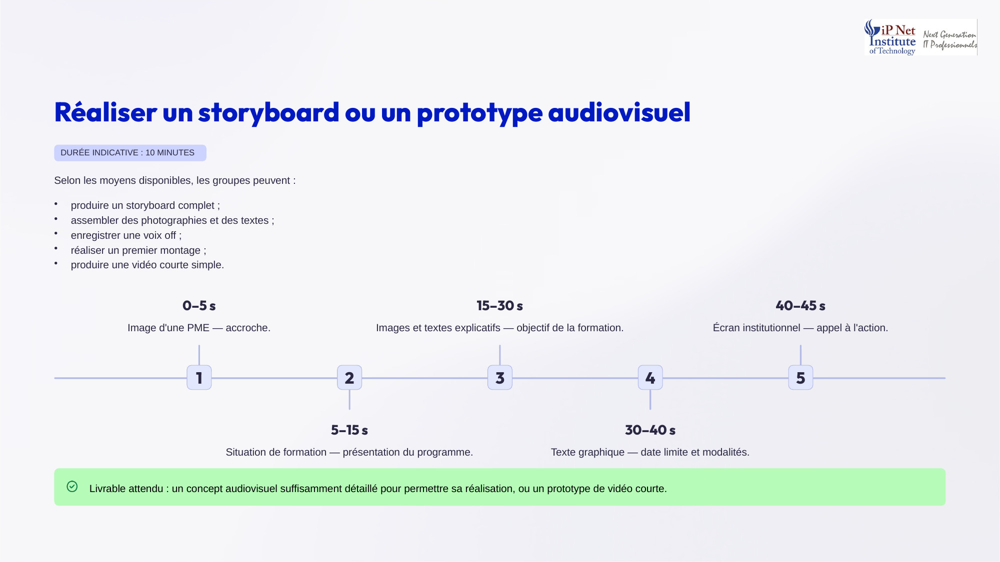 iP Net
Institute
of Technology
Next Generation
IT Professionnels
Réaliser un storyboard ou un prototype audiovisuel
DURÉE INDICATIVE : 10 MINUTES
Selon les moyens disponibles, les groupes peuvent :
• produire un storyboard complet ;
• assembler des photographies et des textes ;
• enregistrer une voix off ;
• réaliser un premier montage ;
• produire une vidéo courte simple.
0–5 s
Image d'une PME — accroche.
15–30 s
Images et textes explicatifs — objectif de la formation.
40–45 s
Écran institutionnel — appel à l'action.
1
2
3
4
5
5–15 s
Situation de formation — présentation du programme.
30–40 s
Texte graphique — date limite et modalités.
Livrable attendu : un concept audiovisuel suffisamment détaillé pour permettre sa réalisation, ou un prototype de vidéo courte.